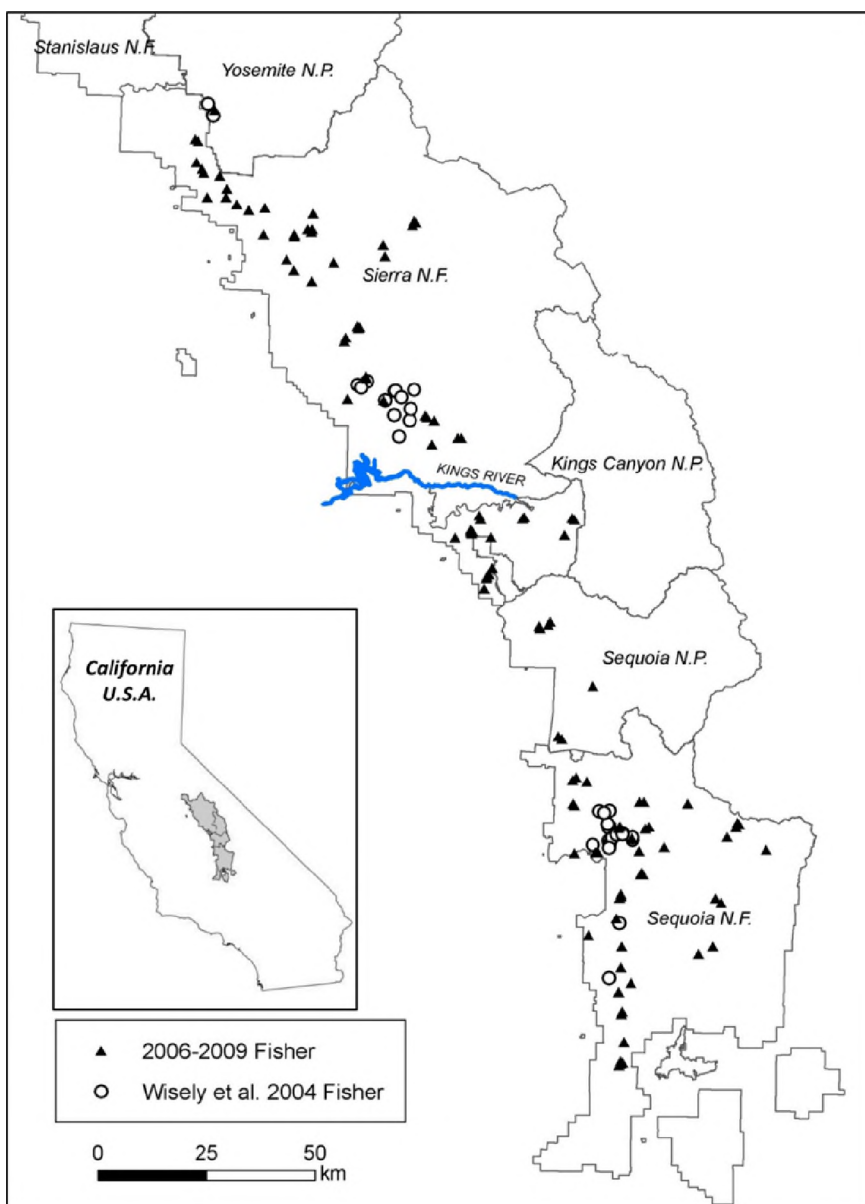 Stanislaus N.F.
Yosemite N.P.
Sierra N.F.
KINGS RIVER
Kings Canyon N.P.
Sequoia N.P.
California
U.S.A.
Sequoia N.F.
2006-2009 Fisher
Wisely et al. 2004 Fisher
0 25 50
km